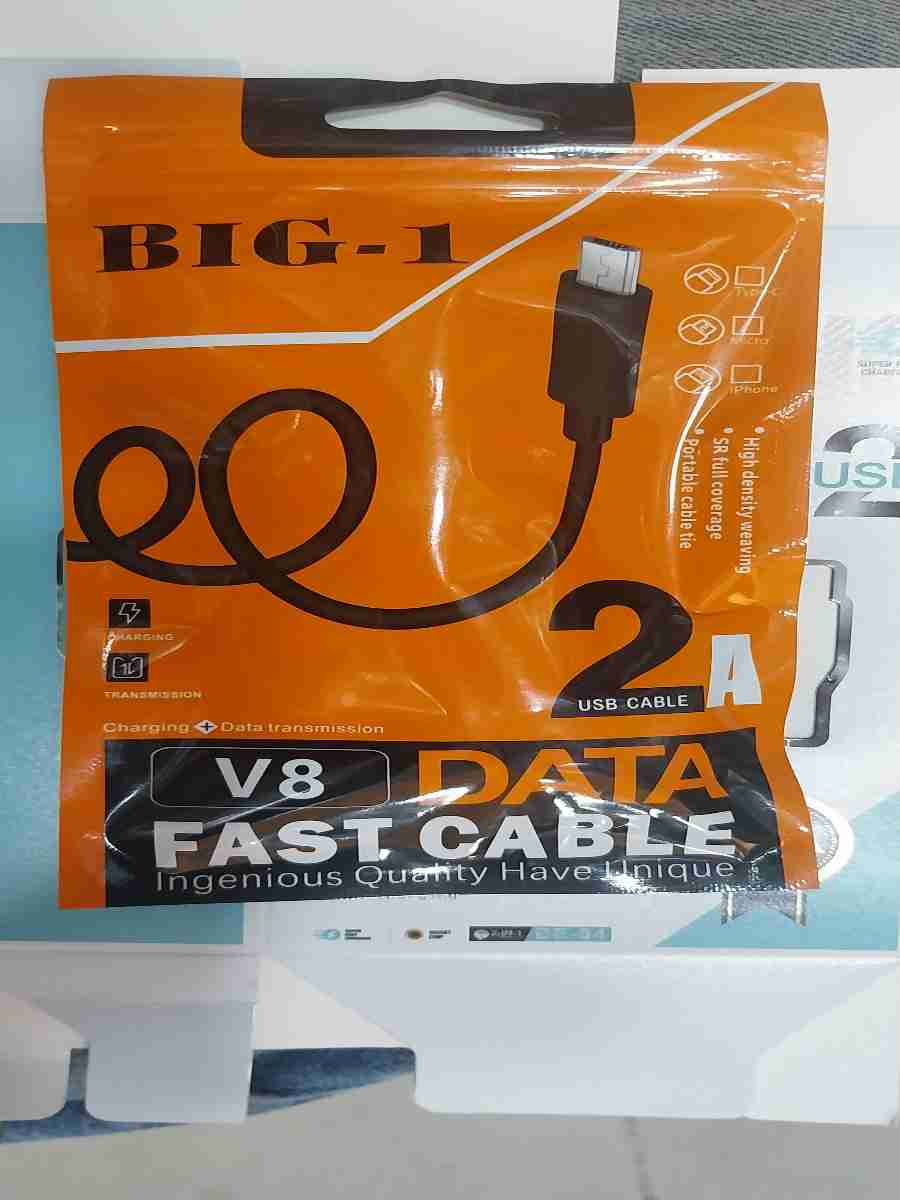 BIG-1
Type-C
Micro
iPhone
• High density weaving
• SR full coverage
• Portable cable tie
CHARGING
TRANSMISSION
2A
USB CABLE
Charging + Data transmission
V8 DATA
FAST CABLE
Ingenious Quality Have Unique
2
USB